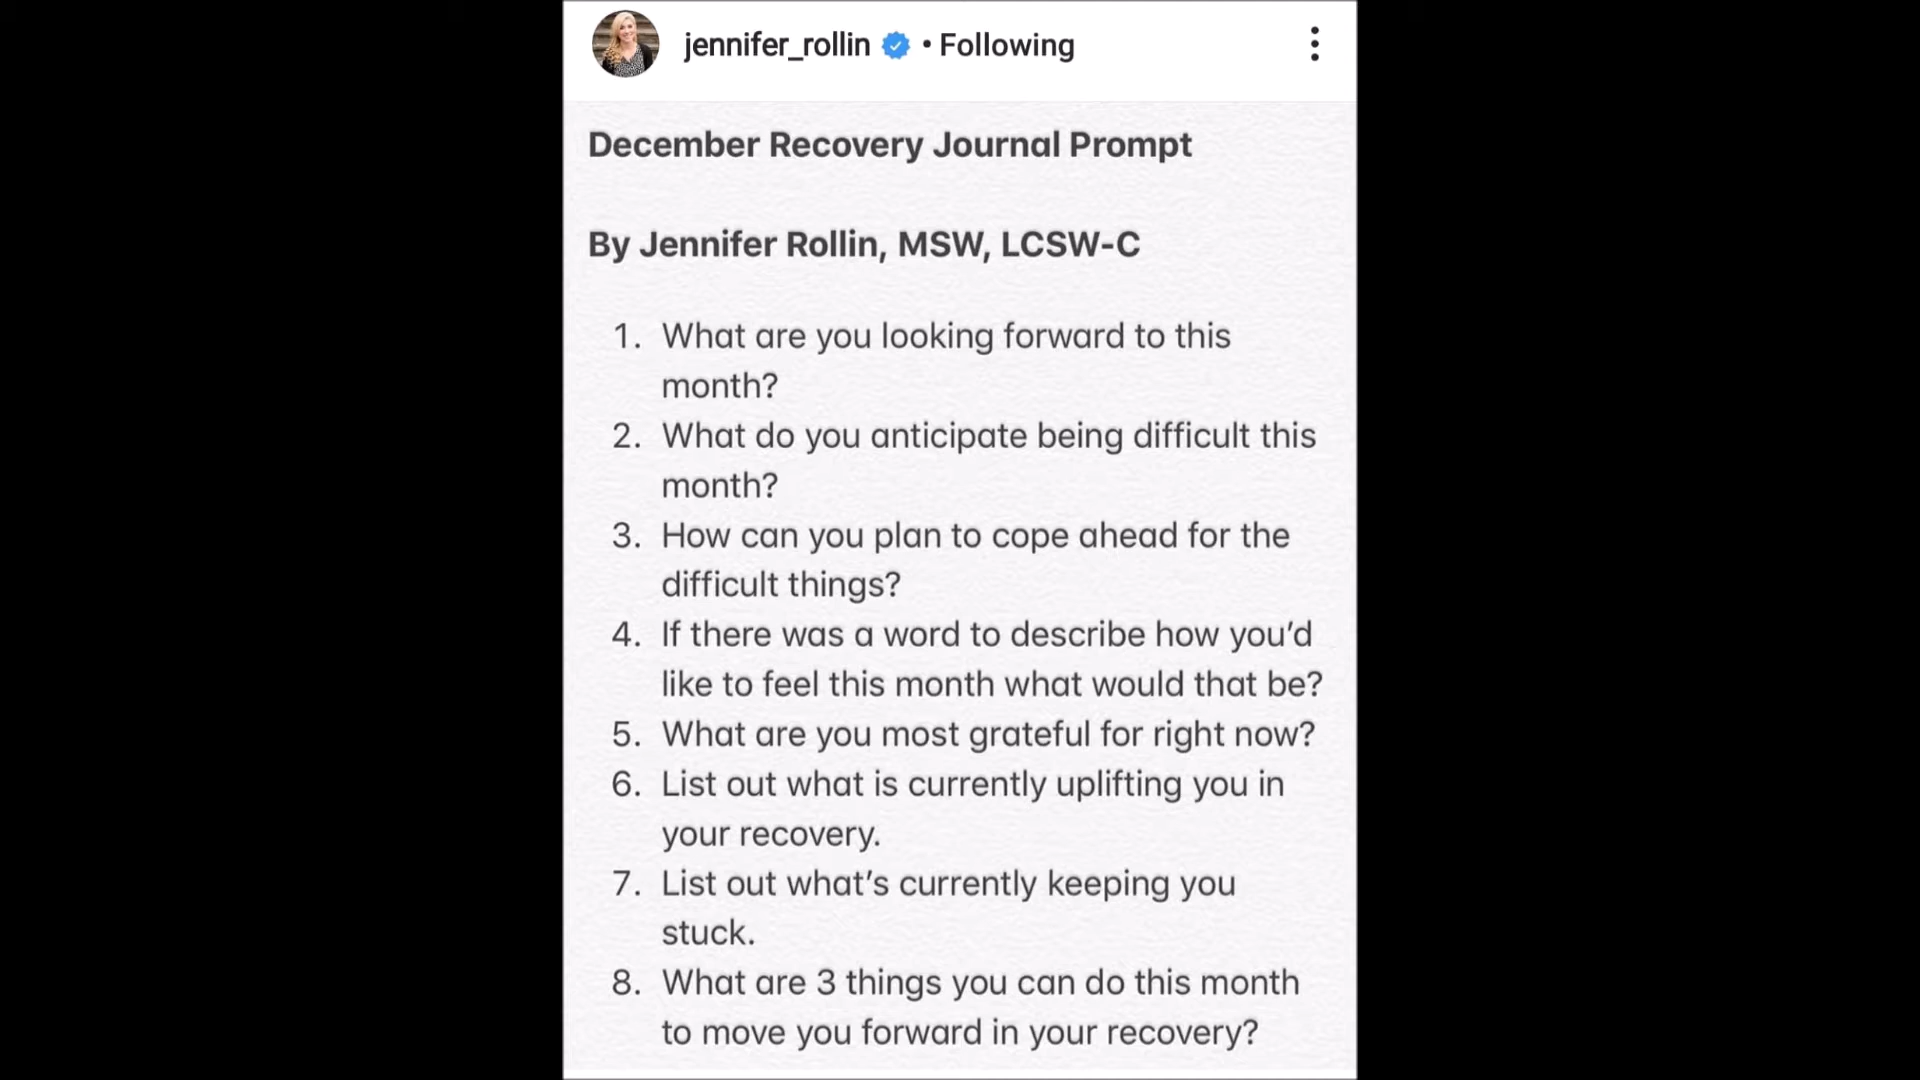 jennifer_rollin • Following
December Recovery Journal Prompt
By Jennifer Rollin, MSW, LCSW-C
1. What are you looking forward to this
month?
2. What do you anticipate being difficult this
month?
3. How can you plan to cope ahead for the
difficult things?
4. If there was a word to describe how you’d
like to feel this month what would that be?
5. What are you most grateful for right now?
6. List out what is currently uplifting you in
your recovery.
7. List out what’s currently keeping you
stuck.
8. What are 3 things you can do this month
to move you forward in your recovery?